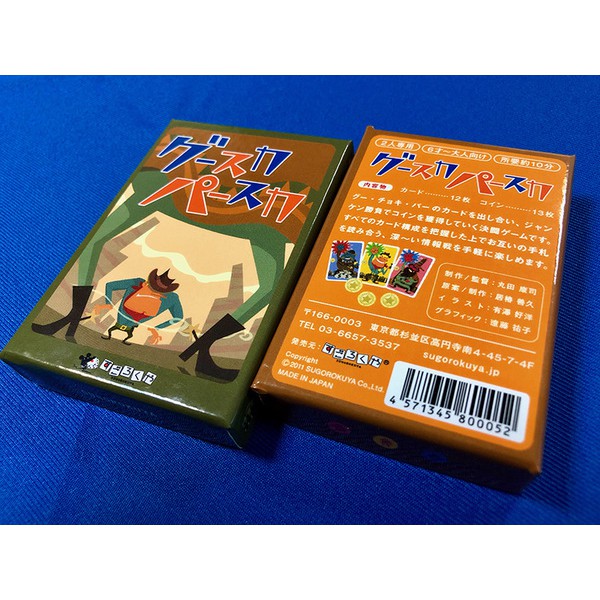 グースカ
パースカ
すごろくや
2人専用
6才〜大人向け
所要約10分
グースカ パースカ
内容物
カード………12枚 コイン………13枚
グー・チョキ・パーのカードを出し合い、ジャン
ケン勝負でコインを獲得していく決闘ゲームです。
すべてのカード構成を把握した上でお互いの手札
を読み合う、深〜い情報戦を手軽に楽しめます。
制作/監督:丸田 康司
原案/制作:居椿 善久
イラスト:有澤 好洋
グラフィック:遠藤 祐子
〒166-0003 東京都杉並区高円寺南4-45-7-4F
TEL 03-6657-3537
sugorokuya.jp
発売元:
すごろくや®
©2011 SUGOROKUYA Co.,Ltd.
MADE IN JAPAN
4 571345 800052